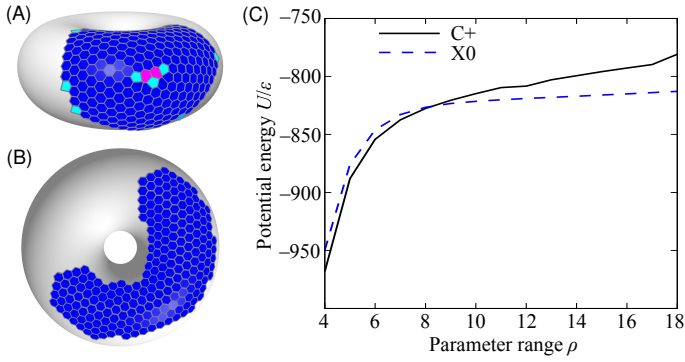 (A)
(B)
(C)
C+
X0
Potential energy U/ε
−750
−800
−850
−900
−950
4 6 8 10 12 14 16 18
Parameter range ρ